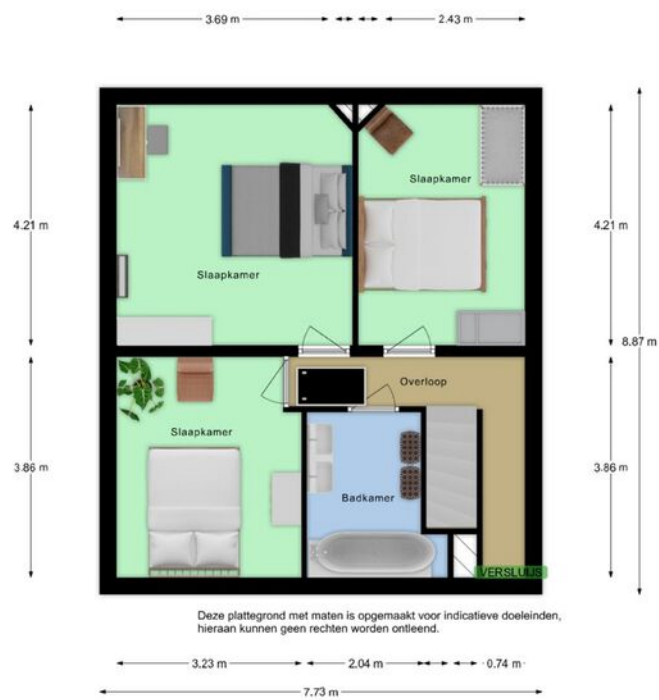 3.69 m
2.43 m
4.21 m
Slaapkamer
Slaapkamer
4.21 m
8.87 m
Overloop
3.86 m
Slaapkamer
Badkamer
3.86 m
VERSLUIJS
Deze plattegrond met maten is opgemaakt voor indicatieve doeleinden,
hieraan kunnen geen rechten worden ontleend.
3.23 m
2.04 m
0.74 m
7.73 m